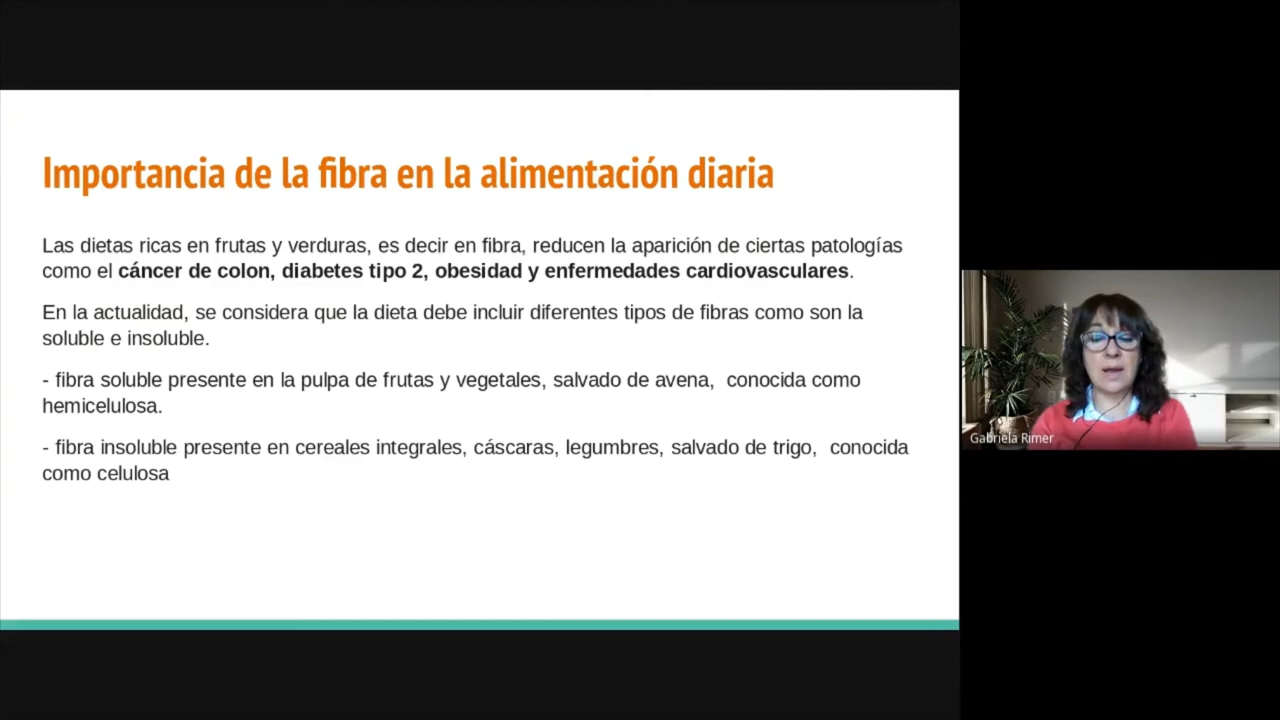 Importancia de la fibra en la alimentación diaria
Las dietas ricas en frutas y verduras, es decir en fibra, reducen la aparición de ciertas patologías
como el cáncer de colon, diabetes tipo 2, obesidad y enfermedades cardiovasculares.
En la actualidad, se considera que la dieta debe incluir diferentes tipos de fibras como son la
soluble e insoluble.
- fibra soluble presente en la pulpa de frutas y vegetales, salvado de avena,  conocida como
hemicelulosa.
- fibra insoluble presente en cereales integrales, cáscaras, legumbres, salvado de trigo,  conocida
como celulosa
Gabriela Rimer